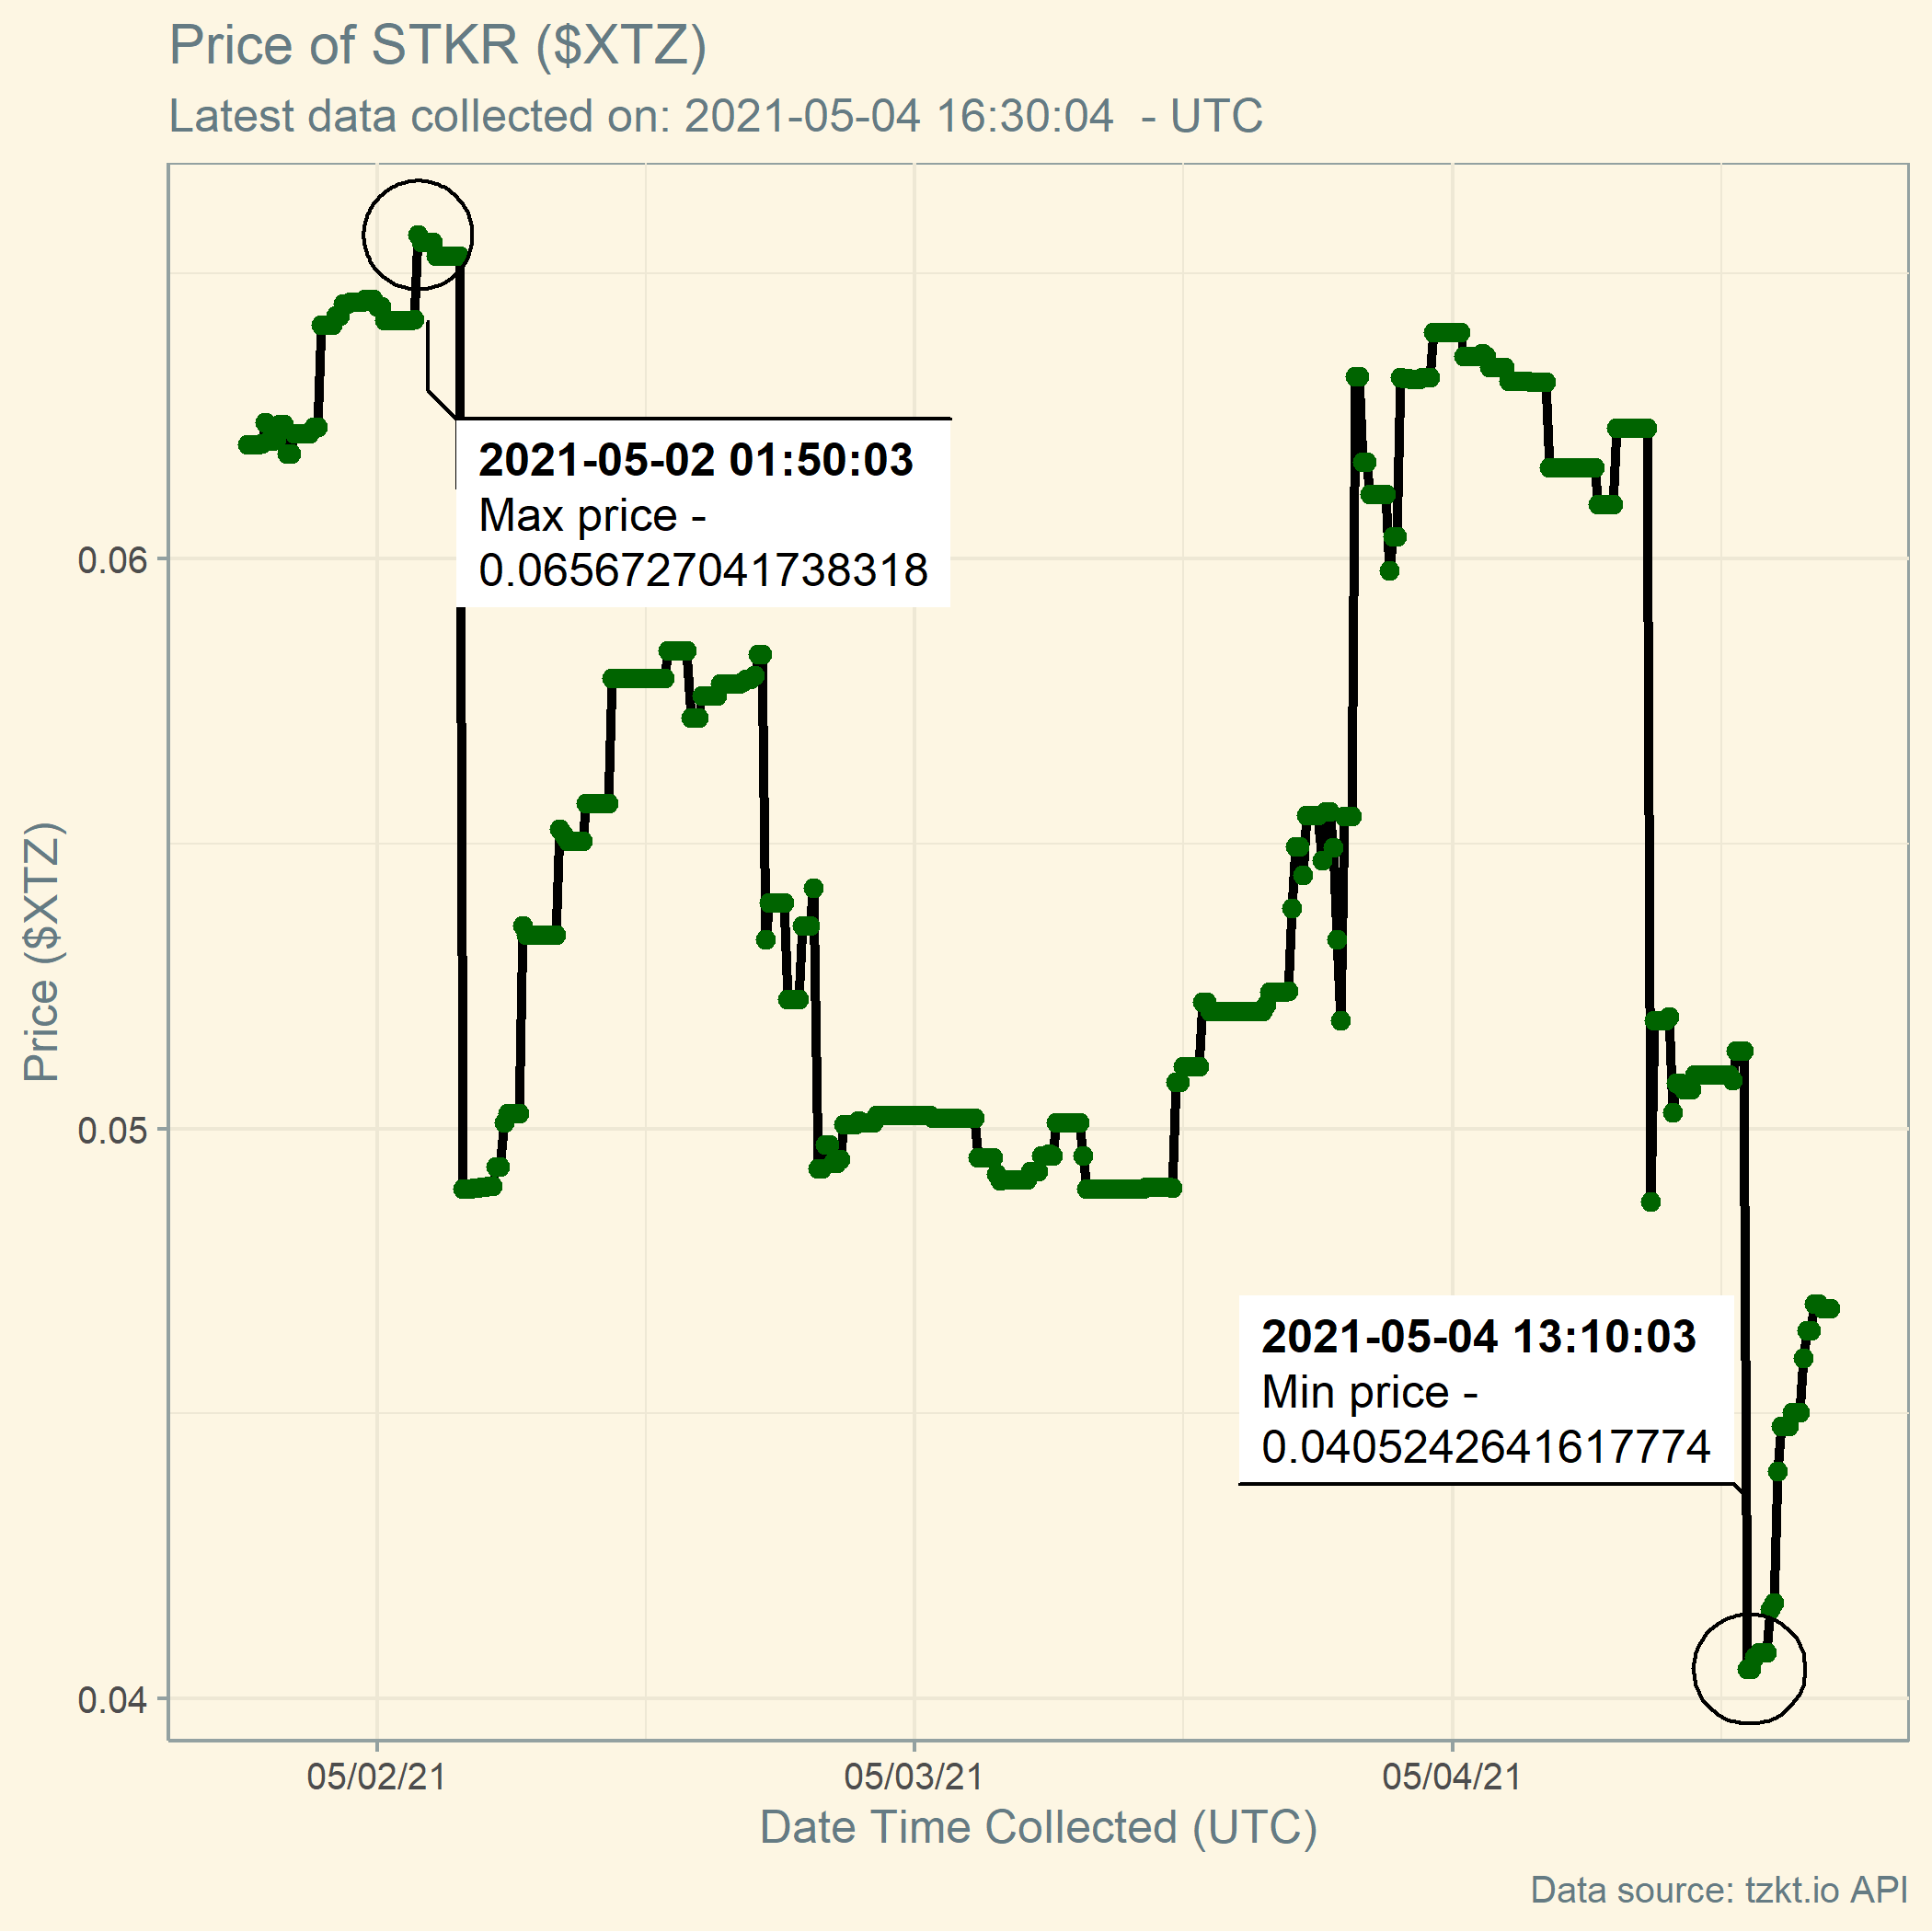 Price of STKR ($XTZ)
Latest data collected on: 2021-05-04 16:30:04  - UTC
2021-05-02 01:50:03
Max price -
0.0656727041738318
0.06
Price ($XTZ)
0.05
2021-05-04 13:10:03
Min price -
0.0405242641617774
0.04
05/02/21
05/03/21
05/04/21
Date Time Collected (UTC)
Data source: tzkt.io API